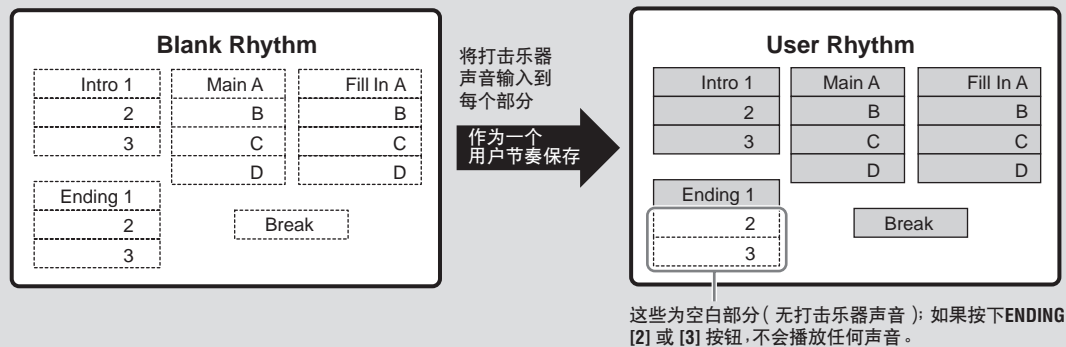 Blank Rhythm
Intro 1
2
3
Main A
B
C
D
Fill In A
B
C
D
Ending 1
2
3
Break
将打击乐器
声音输入到
每个部分
作为一个
用户节奏保存
User Rhythm
Intro 1
2
3
Main A
B
C
D
Fill In A
B
C
D
Ending 1
2
3
Break
这些为空白部分（无打击乐器声音）；如果按下ENDING
[2] 或 [3] 按钮，不会播放任何声音。